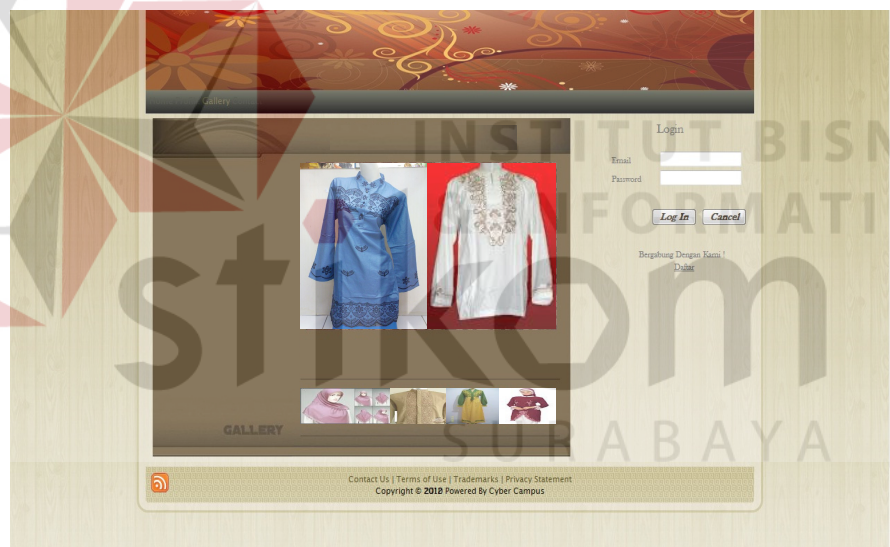 Gallery
Login
Email
Password
Log In Cancel
Bergabung Dengan Kami !
Daftar
GALLERY
Contact Us | Terms of Use | Trademarks | Privacy Statement
Copyright © 2012 Powered By Cyber Campus
INSTITUT BISN
INFORMATI
stikom
SURABAYA